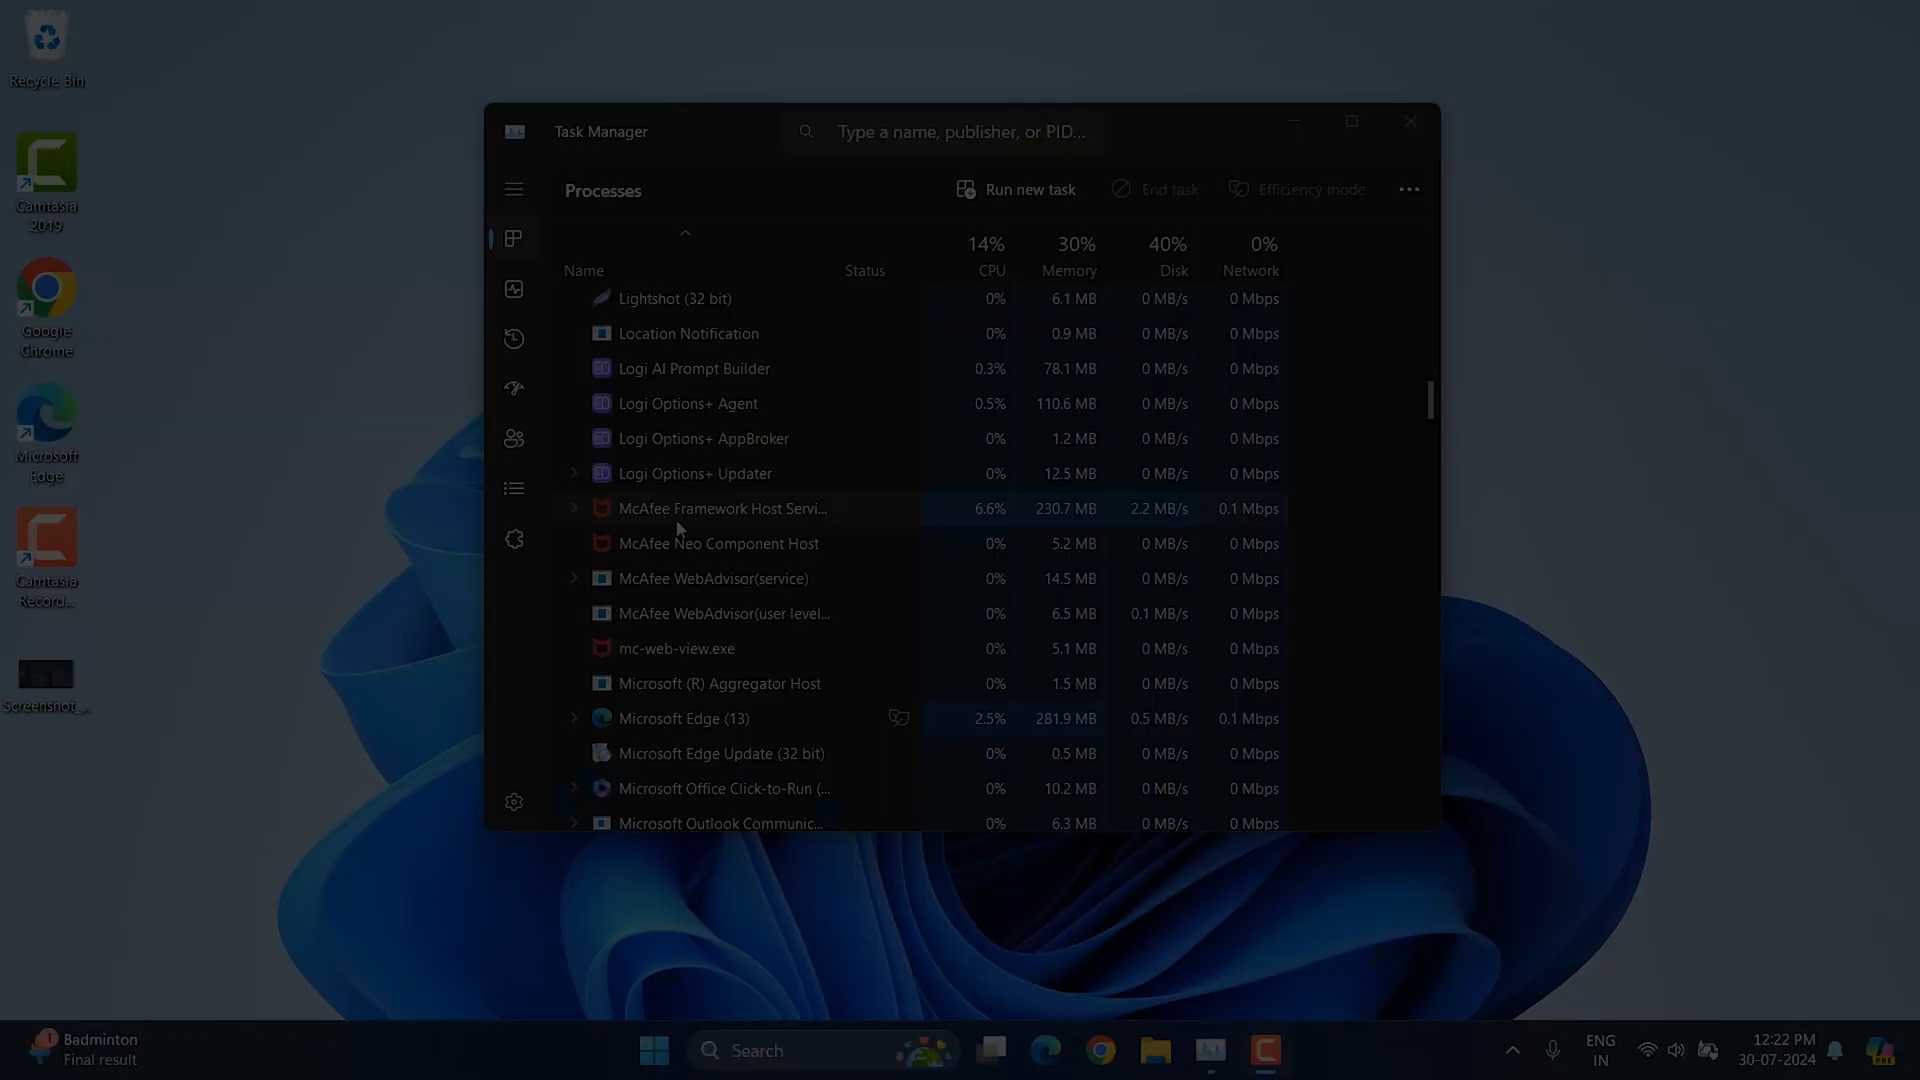 Recycle Bin
Camtasia
2019
Google
Chrome
Microsoft
Edge
Camtasia
Record...
Screenshot_...
Task Manager
Type a name, publisher, or PID...
Processes
Run new task
End task
Efficiency mode
14% 30% 40% 0%
Name Status CPU Memory Disk Network
Lightshot (32 bit) 0% 6.1 MB 0 MB/s 0 Mbps
Location Notification 0% 0.9 MB 0 MB/s 0 Mbps
Logi AI Prompt Builder 0.3% 78.1 MB 0 MB/s 0 Mbps
Logi Options+ Agent 0.5% 110.6 MB 0 MB/s 0 Mbps
Logi Options+ AppBroker 0% 1.2 MB 0 MB/s 0 Mbps
Logi Options+ Updater 0% 12.5 MB 0 MB/s 0 Mbps
McAfee Framework Host Servi... 6.6% 230.7 MB 2.2 MB/s 0.1 Mbps
McAfee Neo Component Host 0% 5.2 MB 0 MB/s 0 Mbps
McAfee WebAdvisor(service) 0% 14.5 MB 0 MB/s 0 Mbps
McAfee WebAdvisor(user level... 0% 6.5 MB 0.1 MB/s 0 Mbps
mc-web-view.exe 0% 5.1 MB 0 MB/s 0 Mbps
Microsoft (R) Aggregator Host 0% 1.5 MB 0 MB/s 0 Mbps
Microsoft Edge (13) 2.5% 281.9 MB 0.5 MB/s 0.1 Mbps
Microsoft Edge Update (32 bit) 0% 0.5 MB 0 MB/s 0 Mbps
Microsoft Office Click-to-Run (... 0% 10.2 MB 0 MB/s 0 Mbps
Microsoft Outlook Communic... 0% 6.3 MB 0 MB/s 0 Mbps
1
Badminton
Final result
Search
ENG
IN
12:22 PM
30-07-2024
PRE